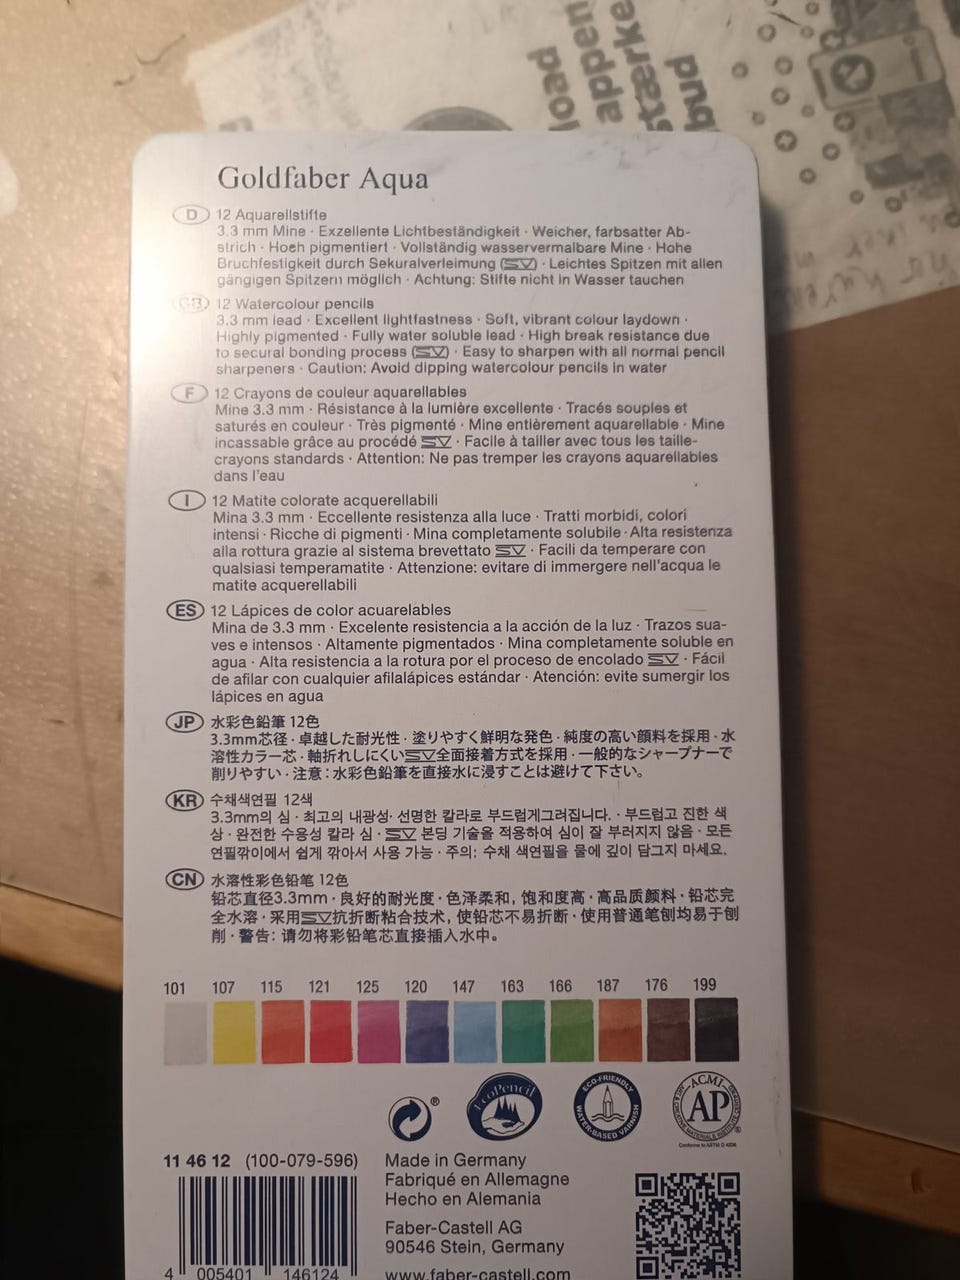 load
appen
a
sterke
bud
Goldfaber Aqua
D 12 Aquarellstifte
3.3 mm Mine · Exzellente Lichtbeständigkeit · Weicher, farbsatter Ab-
strich · Hoch pigmentiert · Vollständig wasservermalbare Mine · Hohe
Bruchfestigkeit durch Sekuralverleimung (SV) · Leichtes Spitzen mit allen
gängigen Spitzern möglich · Achtung: Stifte nicht in Wasser tauchen
GB 12 Watercolour pencils
3.3 mm lead · Excellent lightfastness · Soft, vibrant colour laydown ·
Highly pigmented · Fully water soluble lead · High break resistance due
to secural bonding process (SV) · Easy to sharpen with all normal pencil
sharpeners · Caution: Avoid dipping watercolour pencils in water
F 12 Crayons de couleur aquarellables
Mine 3.3 mm · Résistance à la lumière excellente · Tracés souples et
saturés en couleur · Très pigmenté · Mine entièrement aquarellable · Mine
incassable grâce au procédé SV · Facile à tailler avec tous les taille-
crayons standards · Attention: Ne pas tremper les crayons aquarellables
dans l'eau
I 12 Matite colorate acquerellabili
Mina 3.3 mm · Eccellente resistenza alla luce · Tratti morbidi, colori
intensi · Ricche di pigmenti · Mina completamente solubile · Alta resistenza
alla rottura grazie al sistema brevettato SV · Facili da temperare con
qualsiasi temperamatite · Attenzione: evitare di immergere nell'acqua le
matite acquerellabili
ES 12 Lápices de color acuarelables
Mina de 3.3 mm · Excelente resistencia a la acción de la luz · Trazos sua-
ves e intensos · Altamente pigmentados · Mina completamente soluble en
agua · Alta resistencia a la rotura por el proceso de encolado SV · Fácil
de afilar con cualquier afilalápices estándar · Atención: evite sumergir los
lápices en agua
JP 水彩色鉛筆 12色
3.3mm芯径 · 卓越した耐光性 · 塗りやすく鮮明な発色 · 純度の高い顔料を採用 · 水
溶性カラー芯 · 軸折れしにくいSV全面接着方式を採用 · 一般的なシャープナーで
削りやすい · 注意：水彩色鉛筆を直接水に浸すことは避けて下さい。
KR 수채색연필 12색
3.3mm의 심 · 최고의 내광성· 선명한 칼라로 부드럽게그려집니다. · 부드럽고 진한 색
상 · 완전한 수용성 칼라 심 · SV 본딩 기술을 적용하여 심이 잘 부러지지 않음 · 모든
연필깎이에서 쉽게 깎아서 사용 가능 · 주의: 수채 색연필을 물에 깊이 담그지 마세요.
CN 水溶性彩色铅笔 12色
铅芯直径3.3mm · 良好的耐光度 · 色泽柔和, 饱和度高 · 高品质颜料 · 铅芯完
全水溶 · 采用SV抗折断粘合技术, 使铅芯不易折断 · 使用普通笔刨均易于刨
削 · 警告: 请勿将彩铅笔芯直接插入水中。
101 107 115 121 125 120 147 163 166 187 176 199
®
EcoPencil
ECO-FRIENDLY
WATER-BASED VARNISH
ACMI
AP
®
Conforms to ASTM D 4236
11 46 12 (100-079-596)
Made in Germany
Fabriqué en Allemagne
Hecho en Alemania
Faber-Castell AG
90546 Stein, Germany
www.faber-castell.com
4 005401 146124